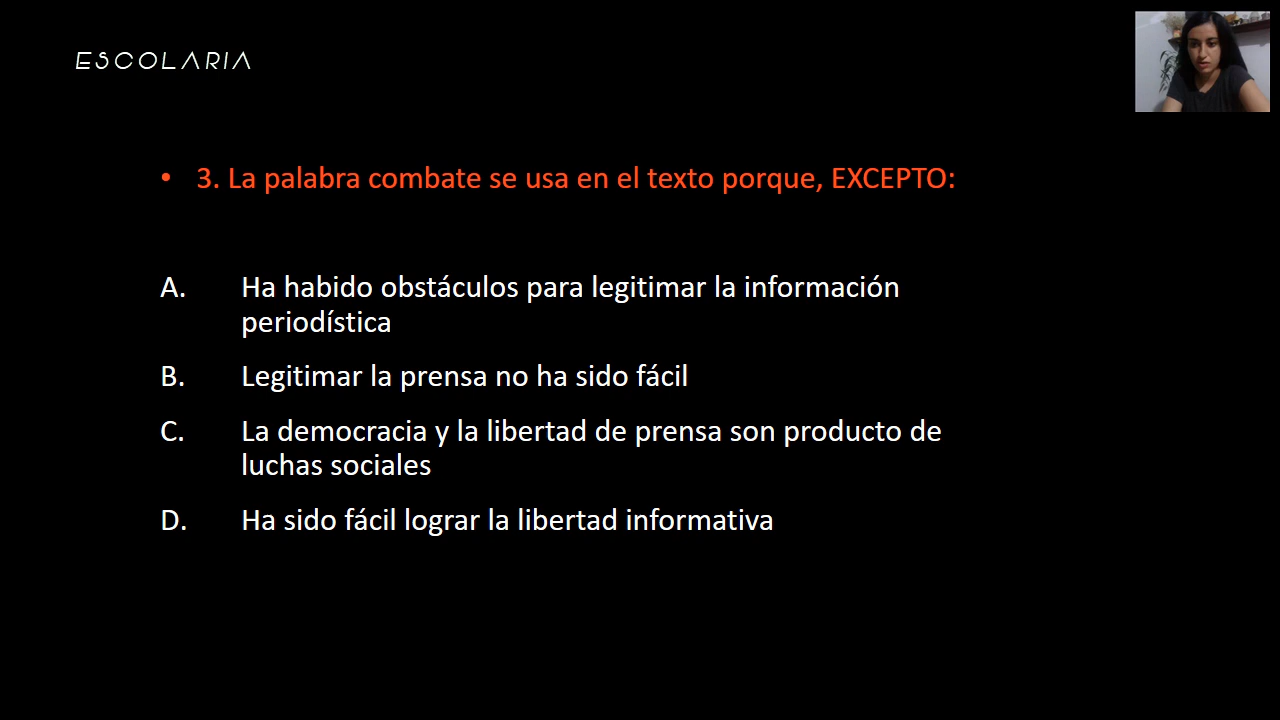 ESCOLARIA
• 3. La palabra combate se usa en el texto porque, EXCEPTO:
A. Ha habido obstáculos para legitimar la información
periodística
B. Legitimar la prensa no ha sido fácil
C. La democracia y la libertad de prensa son producto de
luchas sociales
D. Ha sido fácil lograr la libertad informativa